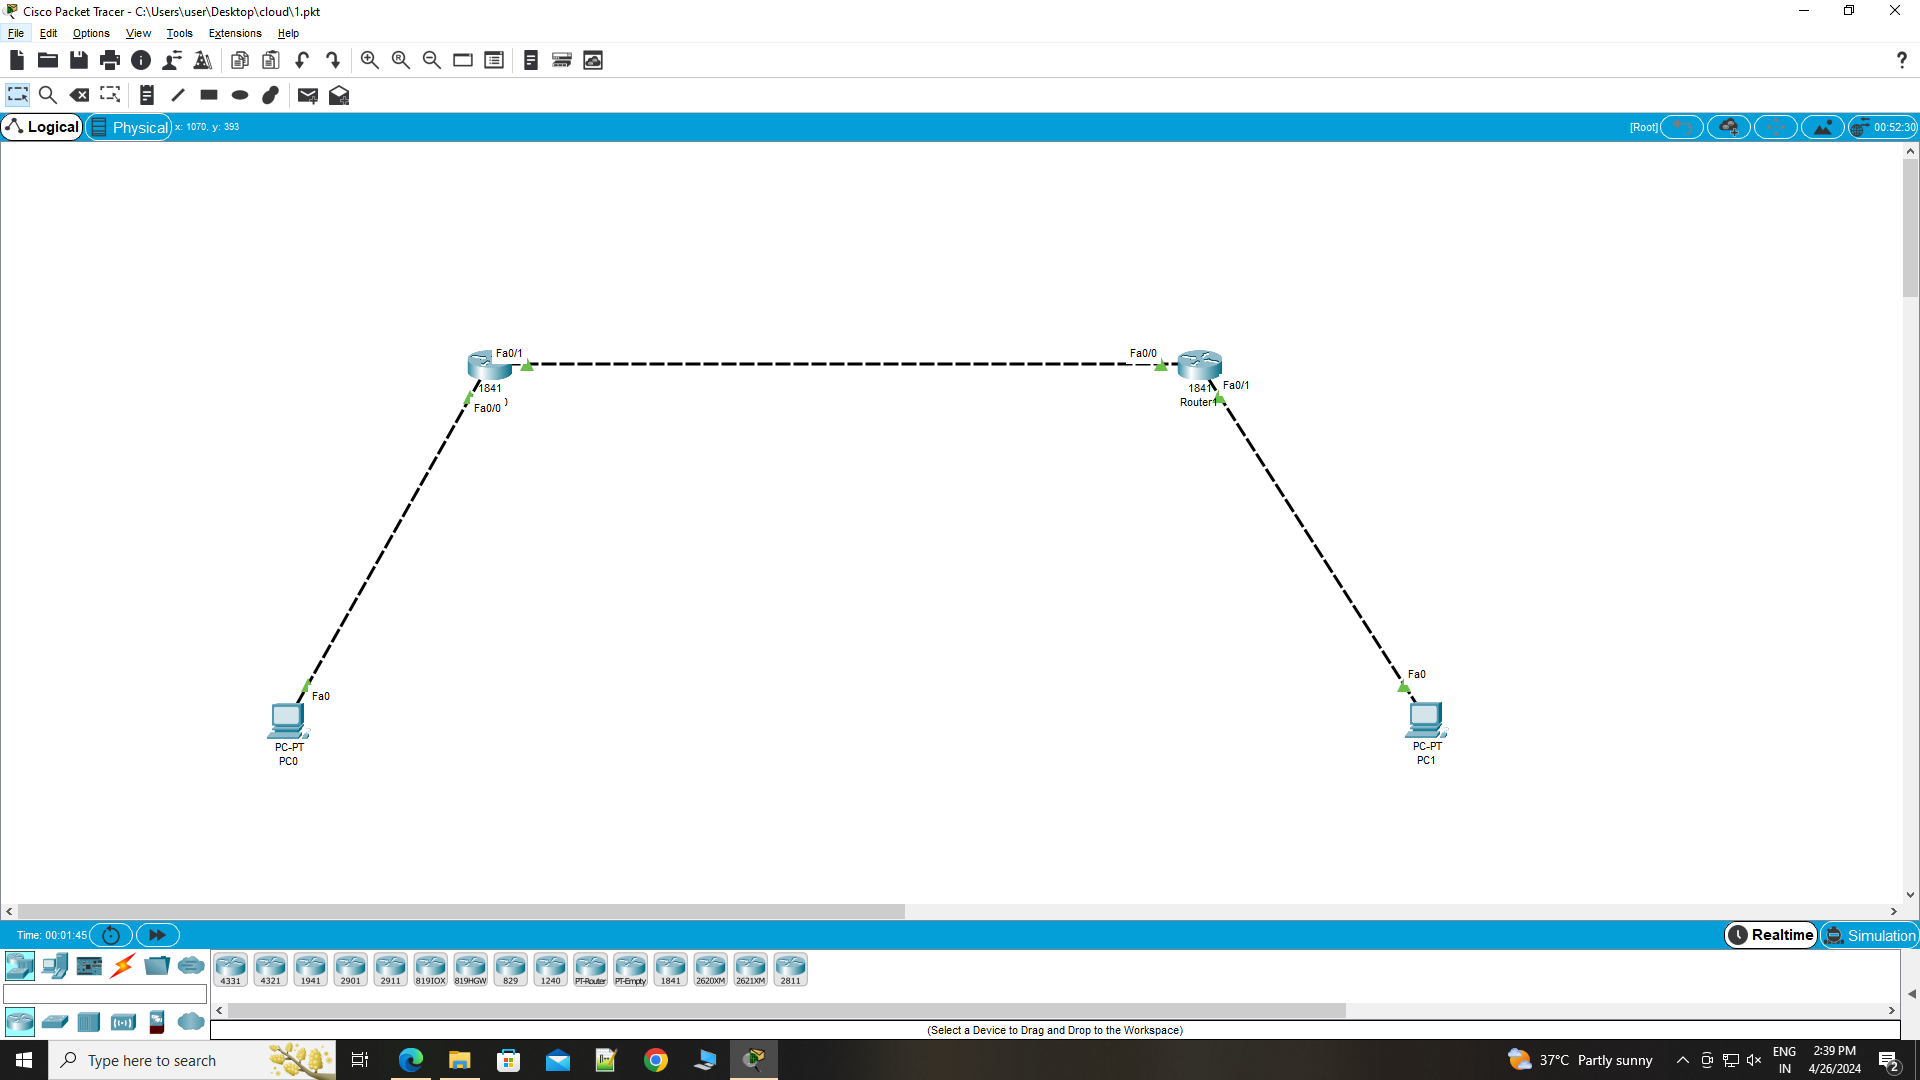 Cisco Packet Tracer - C:\Users\user\Desktop\cloud\1.pkt
File Edit Options View Tools Extensions Help
?
Logical Physical x: 1070, y: 393 [Root] 00:52:30
Fa0/1 Fa0/0
1841 1841 Fa0/1
Fa0/0 ) Router1
Fa0 Fa0
PC-PT PC-PT
PC0 PC1
Time: 00:01:45 Realtime Simulation
4331 4321 1941 2901 2911 819IOX 819HGW 829 1240 PT-Router PT-Empty 1841 2620XM 2621XM 2811
(Select a Device to Drag and Drop to the Workspace)
Type here to search 37°C Partly sunny ENG 2:39 PM
IN 4/26/2024 2